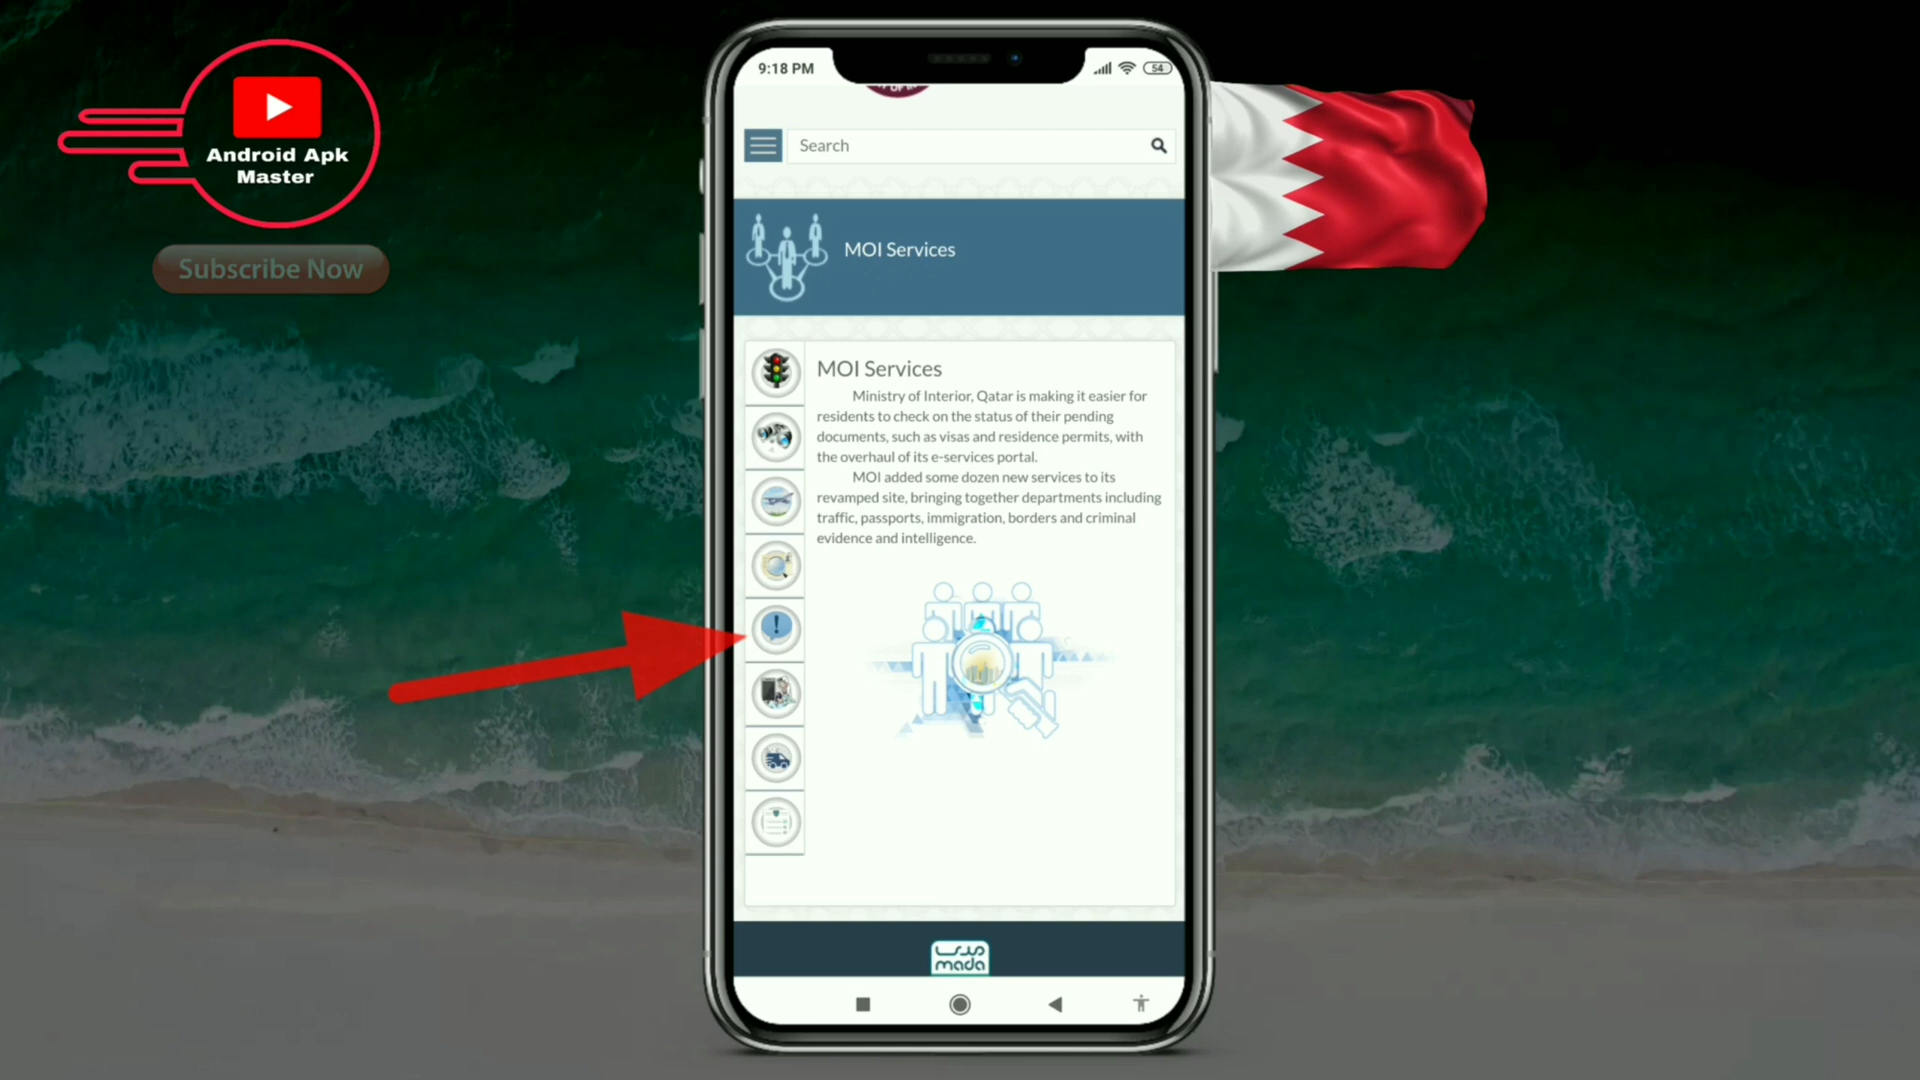 Android Apk
Master
Subscribe Now
9:18 PM
54
Search
MOI Services
MOI Services
Ministry of Interior, Qatar is making it easier for
residents to check on the status of their pending
documents, such as visas and residence permits, with
the overhaul of its e-services portal.
MOI added some dozen new services to its
revamped site, bringing together departments including
traffic, passports, immigration, borders and criminal
evidence and intelligence.
مدى
mada